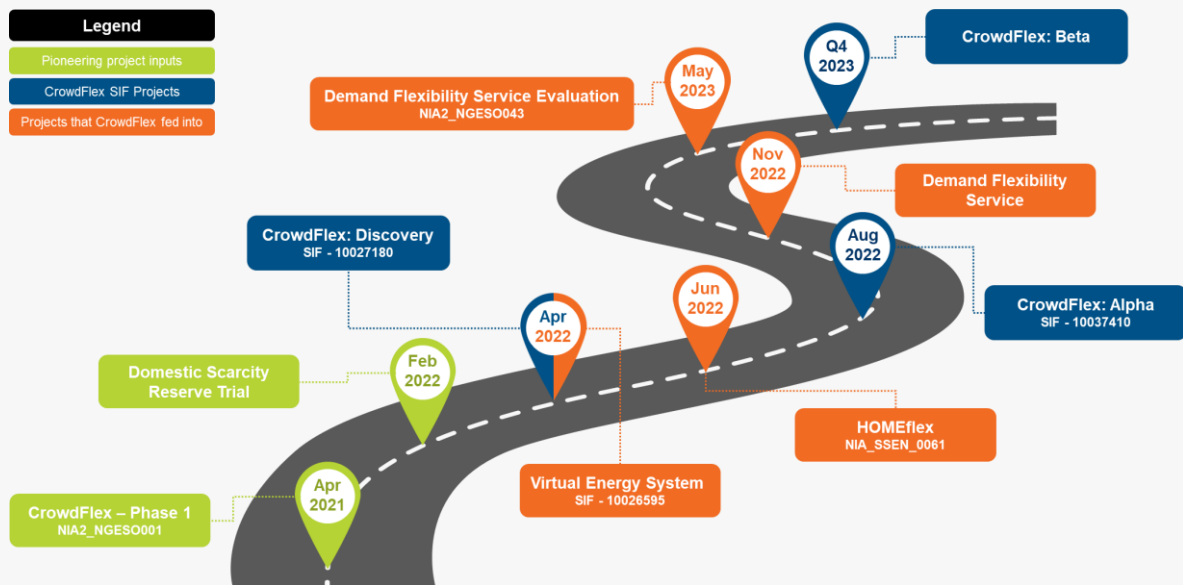 Legend
Pioneering project inputs
CrowdFlex SIF Projects
Projects that CrowdFlex fed into
Q4
2023
CrowdFlex: Beta
May
2023
Demand Flexibility Service Evaluation
NIA2_NGESO043
Nov
2022
Demand Flexibility
Service
CrowdFlex: Discovery
SIF - 10027180
Aug
2022
CrowdFlex: Alpha
SIF - 10037410
Jun
2022
Apr
2022
Domestic Scarcity
Reserve Trial
Feb
2022
HOMEflex
NIA_SSEN_0061
Virtual Energy System
SIF - 10026595
Apr
2021
CrowdFlex – Phase 1
NIA2_NGESO001